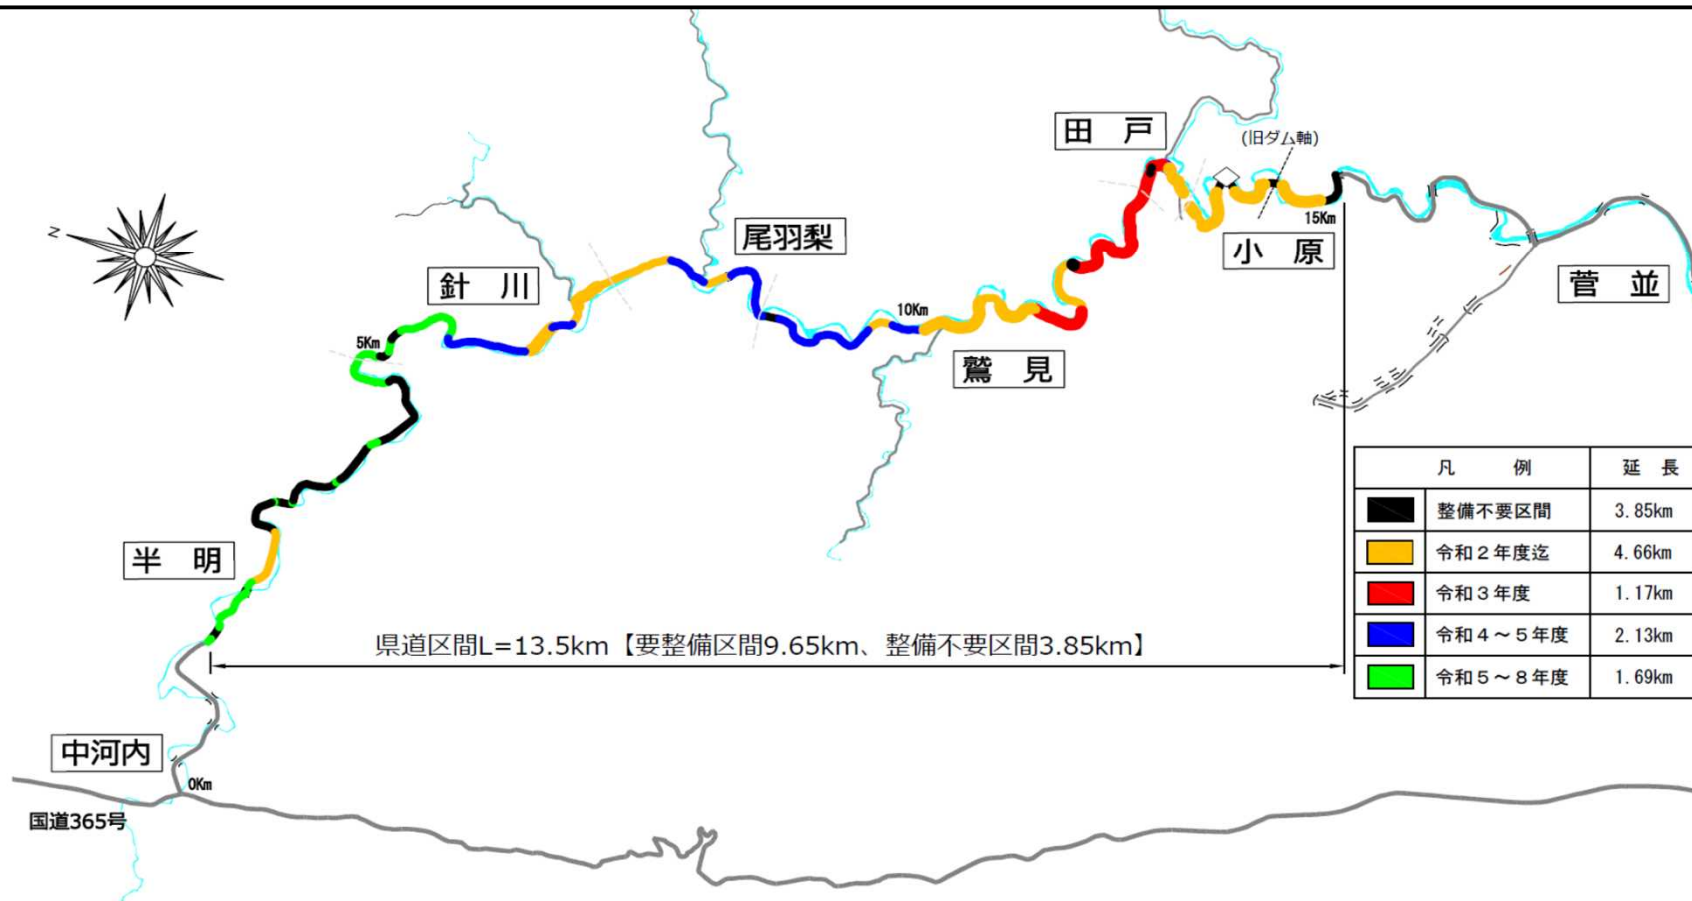 田 戸
(旧ダム軸)
N
尾羽梨
15Km
小 原
針 川
菅 並
10Km
5Km
鷲 見
凡 例 延 長
整備不要区間 3.85km
令和２年度迄 4.66km
令和３年度 1.17km
令和４～５年度 2.13km
令和５～８年度 1.69km
半 明
県道区間L=13.5km【要整備区間9.65km、整備不要区間3.85km】
中河内
0Km
国道365号